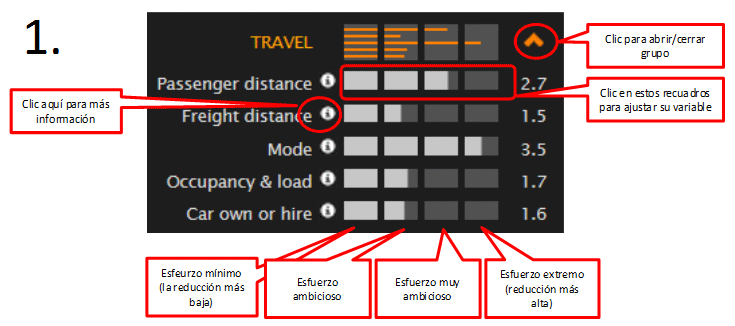 1.
TRAVEL
Clic para abrir/cerrar
grupo
Passenger distance
2.7
Clic aquí para más
información
Clic en estos recuadros
para ajustar su variable
Freight distance
1.5
Mode
3.5
Occupancy & load
1.7
Car own or hire
1.6
Esfeurzo mínimo
(la reducción más
baja)
Esfuerzo
ambicioso
Esfuerzo muy
ambicioso
Esfuerzo extremo
(reducción más
alta)